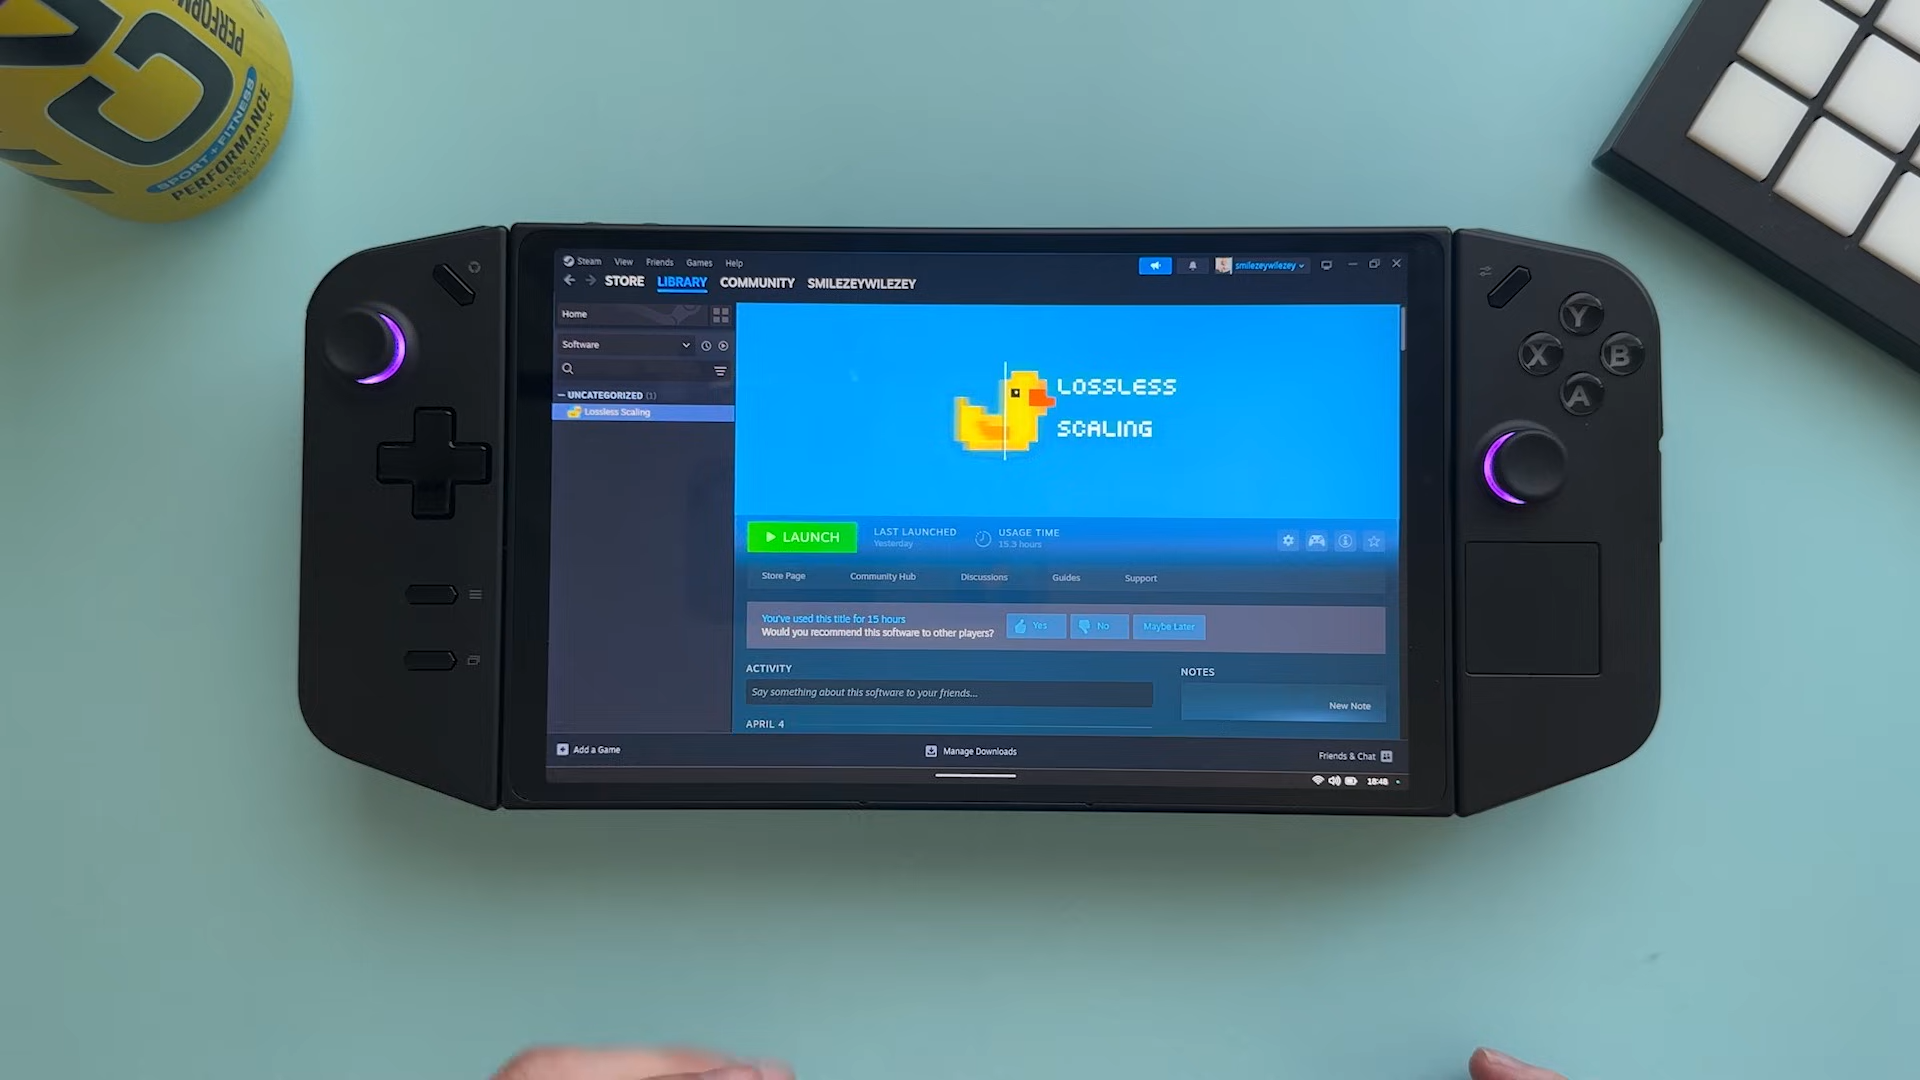 PERFORMANCE
SPORT + FITNESS
PERFORMANCE
ENERGY DRINK
Steam View Friends Games Help
smilezeywilezey
STORE LIBRARY COMMUNITY SMILEZEYWILEZEY
Home
Software
UNCATEGORIZED (1)
Lossless Scaling
LOSSLESS
SCALING
LAUNCH
LAST LAUNCHED
Yesterday
USAGE TIME
15.3 hours
Store Page Community Hub Discussions Guides Support
You've used this title for 15 hours
Would you recommend this software to other players?
Yes No Maybe Later
ACTIVITY
Say something about this software to your friends...
APRIL 4
NOTES
New Note
Add a Game Manage Downloads Friends & Chat
18:48
Y
X B
A